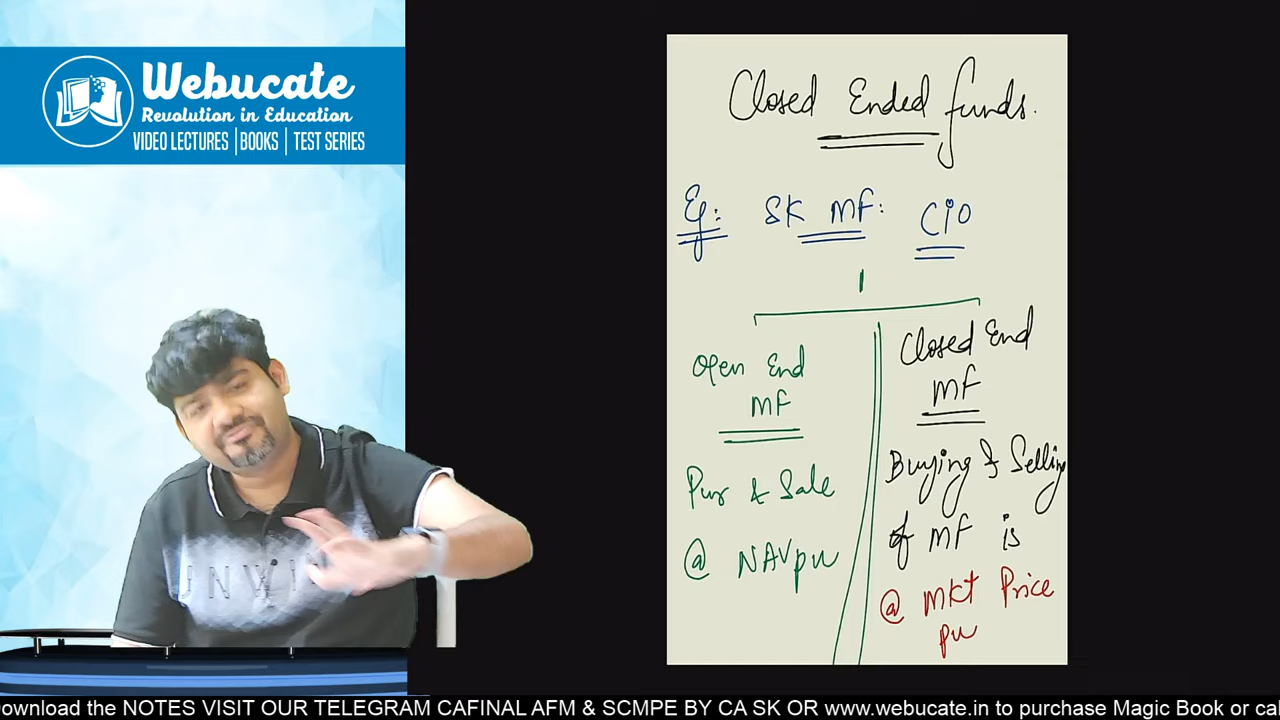 Webucate
Revolution in Education
VIDEO LECTURES | BOOKS | TEST SERIES
Closed Ended funds.
Eg: SK MF: CIO
Open End
MF
Pur & Sale
@ NAVpu
Closed End
MF
Buying & Selling
of MF is
@ Mkt Price
pu
ownload the NOTES VISIT OUR TELEGRAM CAFINAL AFM & SCMPE BY CA SK OR www.webucate.in to purchase Magic Book or ca